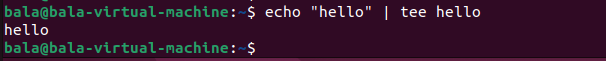 bala@bala-virtual-machine:~$ echo "hello" | tee hello
hello
bala@bala-virtual-machine:~$